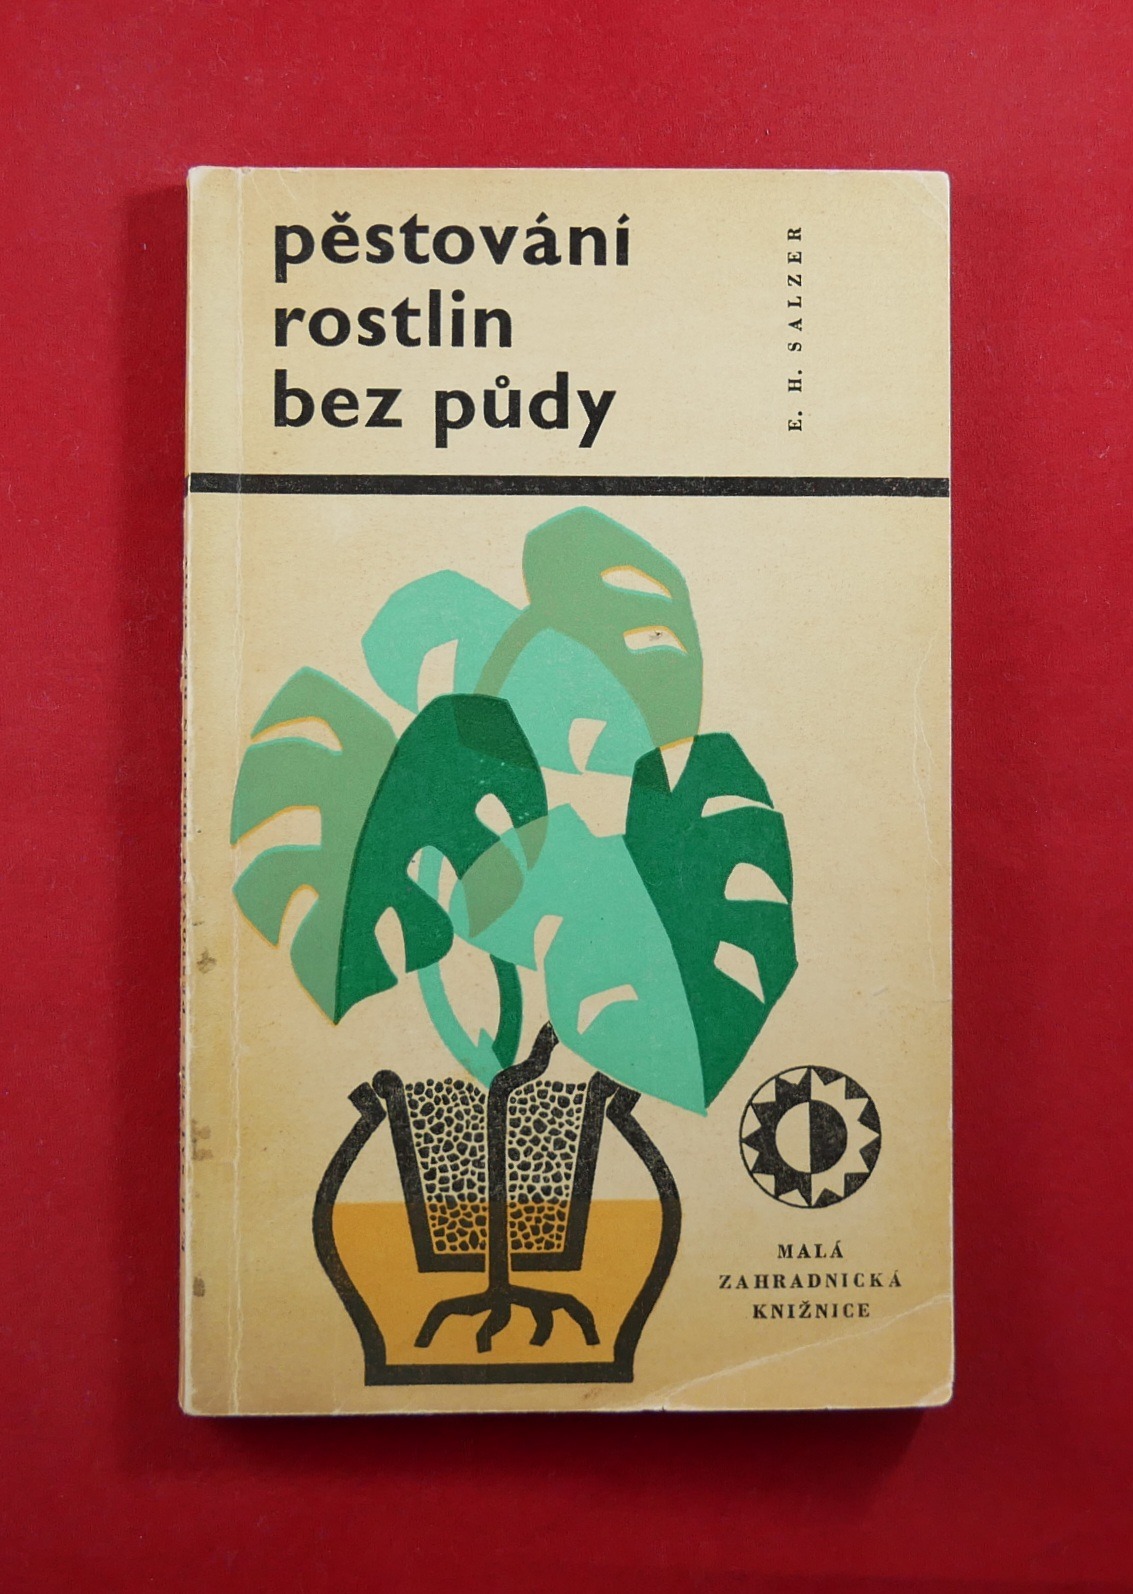 pěstování
rostlin
bez půdy
E. H. SALZER
MALÁ
ZAHRADNICKÁ
KNIŽNICE